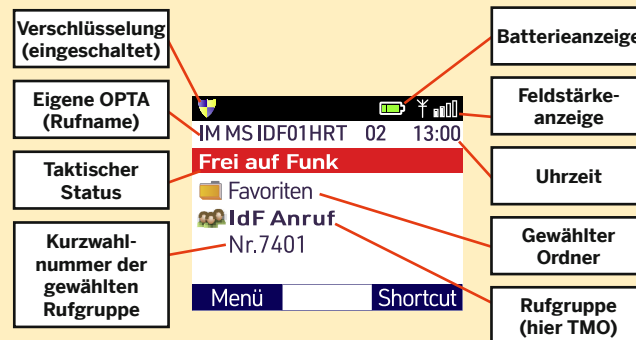 Verschlüsselung
(eingeschaltet)
Eigene OPTA
(Rufname)
Taktischer
Status
Kurzwahl-
nummer der
gewählten
Rufgruppe
IM MS IDF01HRT 02 13:00
Frei auf Funk
Favoriten
IdF Anruf
Nr.7401
Menü Shortcut
Batterieanzeige
Feldstärke-
anzeige
Uhrzeit
Gewählter
Ordner
Rufgruppe
(hier TMO)